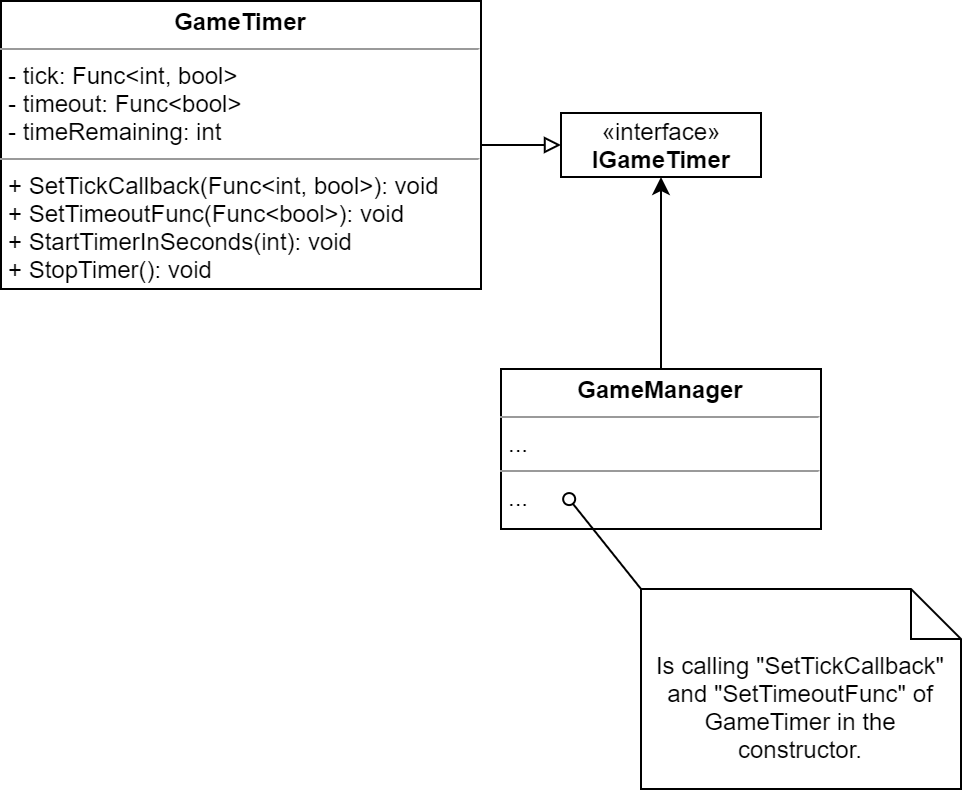 GameTimer
- tick: Func<int, bool>
- timeout: Func<bool>
- timeRemaining: int
+ SetTickCallback(Func<int, bool>): void
+ SetTimeoutFunc(Func<bool>): void
+ StartTimerInSeconds(int): void
+ StopTimer(): void
«interface»
IGameTimer
GameManager
...
...
Is calling "SetTickCallback"
and "SetTimeoutFunc" of
GameTimer in the
constructor.